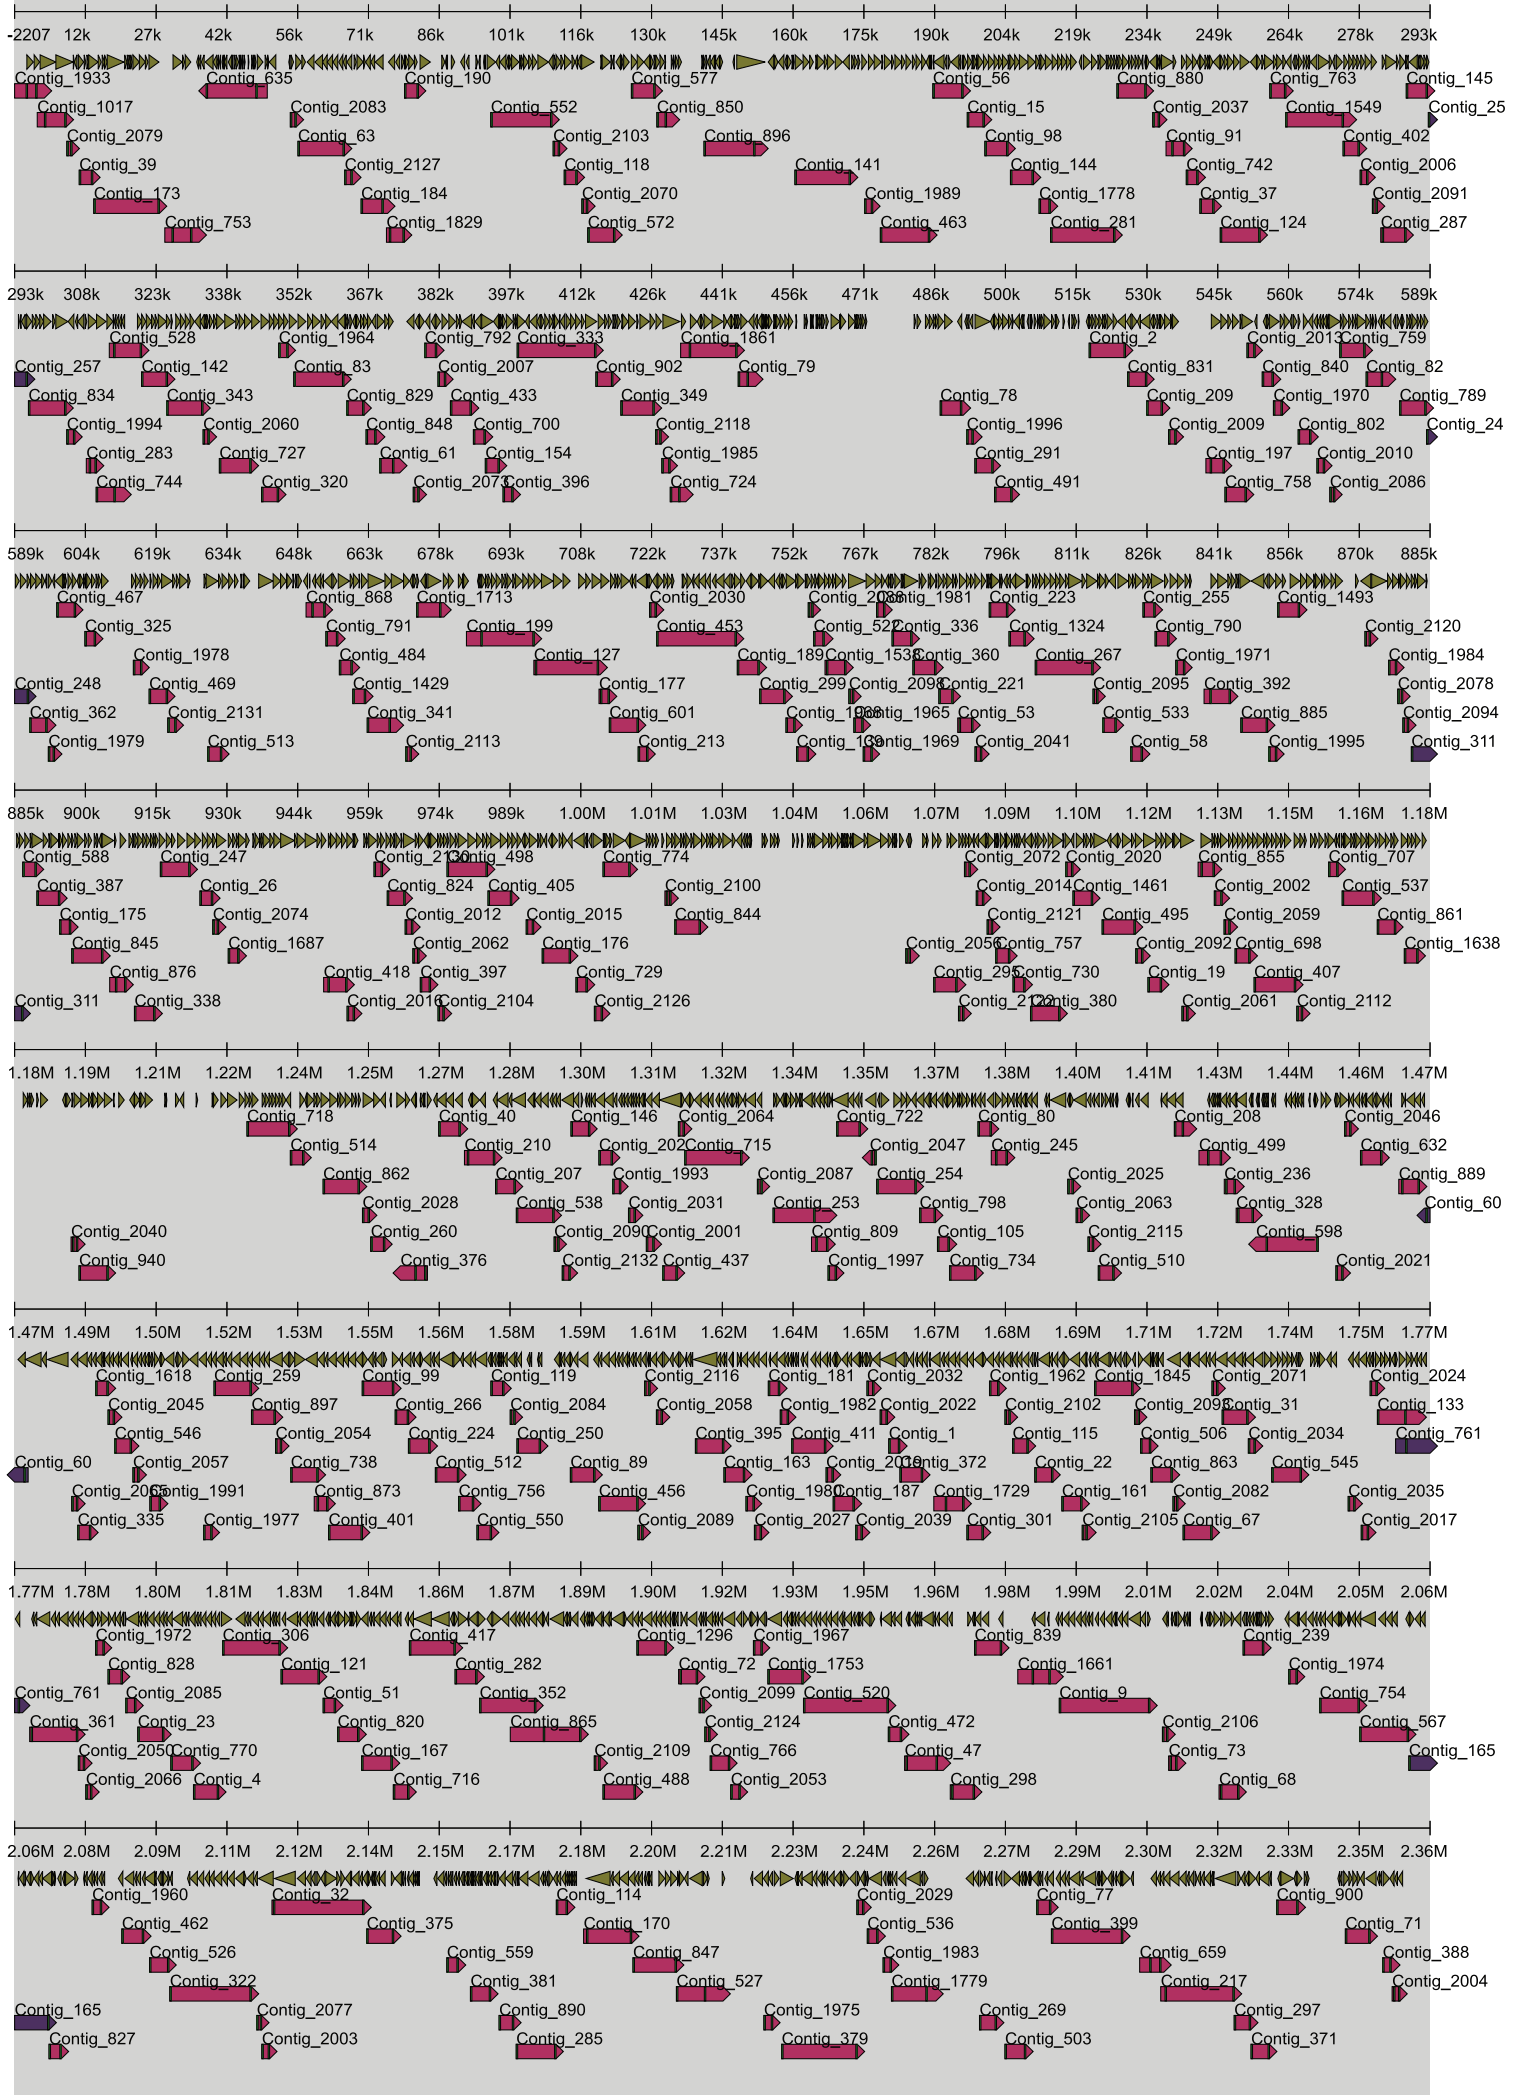 -2207 12k 27k 42k 56k 71k 86k 101k 116k 130k 145k 160k 175k 190k 204k 219k 234k 249k 264k 278k 293k
Contig_1933 Contig_635 Contig_190 Contig_577 Contig_56 Contig_880 Contig_763 Contig_145
Contig_1017 Contig_2083 Contig_552 Contig_850 Contig_15 Contig_2037 Contig_1549 Contig_25
Contig_2079 Contig_63 Contig_2103 Contig_896 Contig_98 Contig_91 Contig_402
Contig_39 Contig_2127 Contig_118 Contig_141 Contig_144 Contig_742 Contig_2006
Contig_173 Contig_184 Contig_2070 Contig_1989 Contig_1778 Contig_37 Contig_2091
Contig_753 Contig_1829 Contig_572 Contig_463 Contig_281 Contig_124 Contig_287
293k 308k 323k 338k 352k 367k 382k 397k 412k 426k 441k 456k 471k 486k 500k 515k 530k 545k 560k 574k 589k
Contig_528 Contig_1964 Contig_792 Contig_333 Contig_1861 Contig_2 Contig_2013 Contig_759
Contig_257 Contig_142 Contig_83 Contig_2007 Contig_902 Contig_79 Contig_831 Contig_840 Contig_82
Contig_834 Contig_343 Contig_829 Contig_433 Contig_349 Contig_78 Contig_209 Contig_1970 Contig_789
Contig_1994 Contig_2060 Contig_848 Contig_700 Contig_2118 Contig_1996 Contig_2009 Contig_802 Contig_24
Contig_283 Contig_727 Contig_61 Contig_154 Contig_1985 Contig_291 Contig_197 Contig_2010
Contig_744 Contig_320 Contig_2073 Contig_396 Contig_724 Contig_491 Contig_758 Contig_2086
589k 604k 619k 634k 648k 663k 678k 693k 708k 722k 737k 752k 767k 782k 796k 811k 826k 841k 856k 870k 885k
Contig_467 Contig_868 Contig_1713 Contig_2030 Contig_1981 Contig_223 Contig_255 Contig_1493
Contig_325 Contig_791 Contig_199 Contig_453 Contig_522 Contig_336 Contig_1324 Contig_790 Contig_2120
Contig_1978 Contig_484 Contig_127 Contig_189 Contig_1538 Contig_360 Contig_267 Contig_1971 Contig_1984
Contig_248 Contig_469 Contig_1429 Contig_177 Contig_299 Contig_2098 Contig_221 Contig_2095 Contig_392 Contig_2078
Contig_362 Contig_2131 Contig_341 Contig_601 Contig_1965 Contig_53 Contig_533 Contig_885 Contig_2094
Contig_1979 Contig_513 Contig_2113 Contig_213 Contig_139 Contig_1969 Contig_2041 Contig_58 Contig_1995 Contig_311
885k 900k 915k 930k 944k 959k 974k 989k 1.00M 1.01M 1.03M 1.04M 1.06M 1.07M 1.09M 1.10M 1.12M 1.13M 1.15M 1.16M 1.18M
Contig_588 Contig_247 Contig_2130 Contig_498 Contig_774 Contig_2072 Contig_2020 Contig_855 Contig_707
Contig_387 Contig_26 Contig_824 Contig_405 Contig_2100 Contig_2014 Contig_1461 Contig_2002 Contig_537
Contig_175 Contig_2074 Contig_2012 Contig_2015 Contig_844 Contig_2121 Contig_495 Contig_2059 Contig_861
Contig_845 Contig_1687 Contig_2062 Contig_176 Contig_2056 Contig_757 Contig_2092 Contig_698 Contig_1638
Contig_876 Contig_418 Contig_397 Contig_729 Contig_295 Contig_730 Contig_19 Contig_407
Contig_311 Contig_338 Contig_2016 Contig_2104 Contig_2126 Contig_2122 Contig_380 Contig_2061 Contig_2112
1.18M 1.19M 1.21M 1.22M 1.24M 1.25M 1.27M 1.28M 1.30M 1.31M 1.32M 1.34M 1.35M 1.37M 1.38M 1.40M 1.41M 1.43M 1.44M 1.46M 1.47M
Contig_718 Contig_40 Contig_146 Contig_2064 Contig_722 Contig_80 Contig_208 Contig_2046
Contig_514 Contig_210 Contig_202 Contig_715 Contig_2047 Contig_245 Contig_499 Contig_632
Contig_862 Contig_207 Contig_1993 Contig_2087 Contig_254 Contig_2025 Contig_236 Contig_889
Contig_2028 Contig_538 Contig_2031 Contig_253 Contig_798 Contig_2063 Contig_328 Contig_60
Contig_2040 Contig_260 Contig_2090 Contig_2001 Contig_809 Contig_105 Contig_2115 Contig_598
Contig_940 Contig_376 Contig_2132 Contig_437 Contig_1997 Contig_734 Contig_510 Contig_2021
1.47M 1.49M 1.50M 1.52M 1.53M 1.55M 1.56M 1.58M 1.59M 1.61M 1.62M 1.64M 1.65M 1.67M 1.68M 1.69M 1.71M 1.72M 1.74M 1.75M 1.77M
Contig_1618 Contig_259 Contig_99 Contig_119 Contig_2116 Contig_181 Contig_2032 Contig_1962 Contig_1845 Contig_2071 Contig_2024
Contig_2045 Contig_897 Contig_266 Contig_2084 Contig_2058 Contig_1982 Contig_2022 Contig_2102 Contig_2093 Contig_31 Contig_133
Contig_546 Contig_2054 Contig_224 Contig_250 Contig_395 Contig_411 Contig_1 Contig_115 Contig_506 Contig_2034 Contig_761
Contig_60 Contig_2057 Contig_738 Contig_512 Contig_89 Contig_163 Contig_2019 Contig_372 Contig_22 Contig_863 Contig_545
Contig_2065 Contig_1991 Contig_873 Contig_756 Contig_456 Contig_1980 Contig_187 Contig_1729 Contig_161 Contig_2082 Contig_2035
Contig_335 Contig_1977 Contig_401 Contig_550 Contig_2089 Contig_2027 Contig_2039 Contig_301 Contig_2105 Contig_67 Contig_2017
1.77M 1.78M 1.80M 1.81M 1.83M 1.84M 1.86M 1.87M 1.89M 1.90M 1.92M 1.93M 1.95M 1.96M 1.98M 1.99M 2.01M 2.02M 2.04M 2.05M 2.06M
Contig_1972 Contig_306 Contig_417 Contig_1296 Contig_1967 Contig_839 Contig_239
Contig_828 Contig_121 Contig_282 Contig_72 Contig_1753 Contig_1661 Contig_1974
Contig_761 Contig_2085 Contig_51 Contig_352 Contig_2099 Contig_520 Contig_9 Contig_754
Contig_361 Contig_23 Contig_820 Contig_865 Contig_2124 Contig_472 Contig_2106 Contig_567
Contig_2050 Contig_770 Contig_167 Contig_2109 Contig_766 Contig_47 Contig_73 Contig_165
Contig_2066 Contig_4 Contig_716 Contig_488 Contig_2053 Contig_298 Contig_68
2.06M 2.08M 2.09M 2.11M 2.12M 2.14M 2.15M 2.17M 2.18M 2.20M 2.21M 2.23M 2.24M 2.26M 2.27M 2.29M 2.30M 2.32M 2.33M 2.35M 2.36M
Contig_1960 Contig_32 Contig_114 Contig_2029 Contig_77 Contig_900
Contig_462 Contig_375 Contig_170 Contig_536 Contig_399 Contig_71
Contig_526 Contig_559 Contig_847 Contig_1983 Contig_659 Contig_388
Contig_322 Contig_381 Contig_527 Contig_1779 Contig_217 Contig_2004
Contig_165 Contig_2077 Contig_890 Contig_1975 Contig_269 Contig_297
Contig_827 Contig_2003 Contig_285 Contig_379 Contig_503 Contig_371